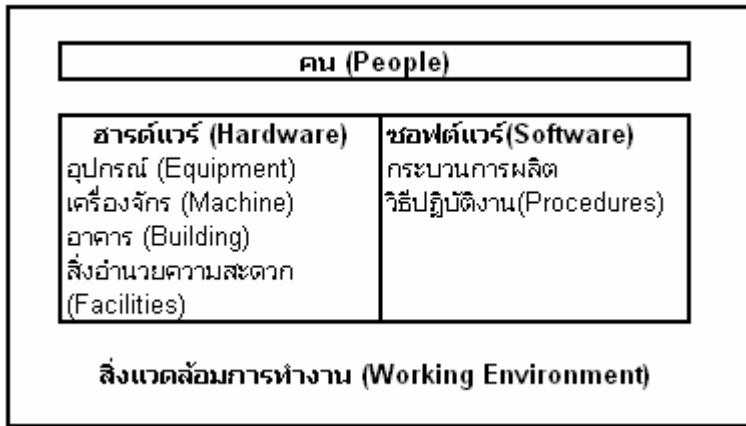 คน (People)
ฮาร์ดแวร์ (Hardware)
อุปกรณ์ (Equipment)
เครื่องจักร (Machine)
อาคาร (Building)
สิ่งอำนวยความสะดวก
(Facilities)
ซอฟต์แวร์(Software)
กระบวนการผลิต
วิธีปฏิบัติงาน(Procedures)
สิ่งแวดล้อมการทำงาน (Working Environment)